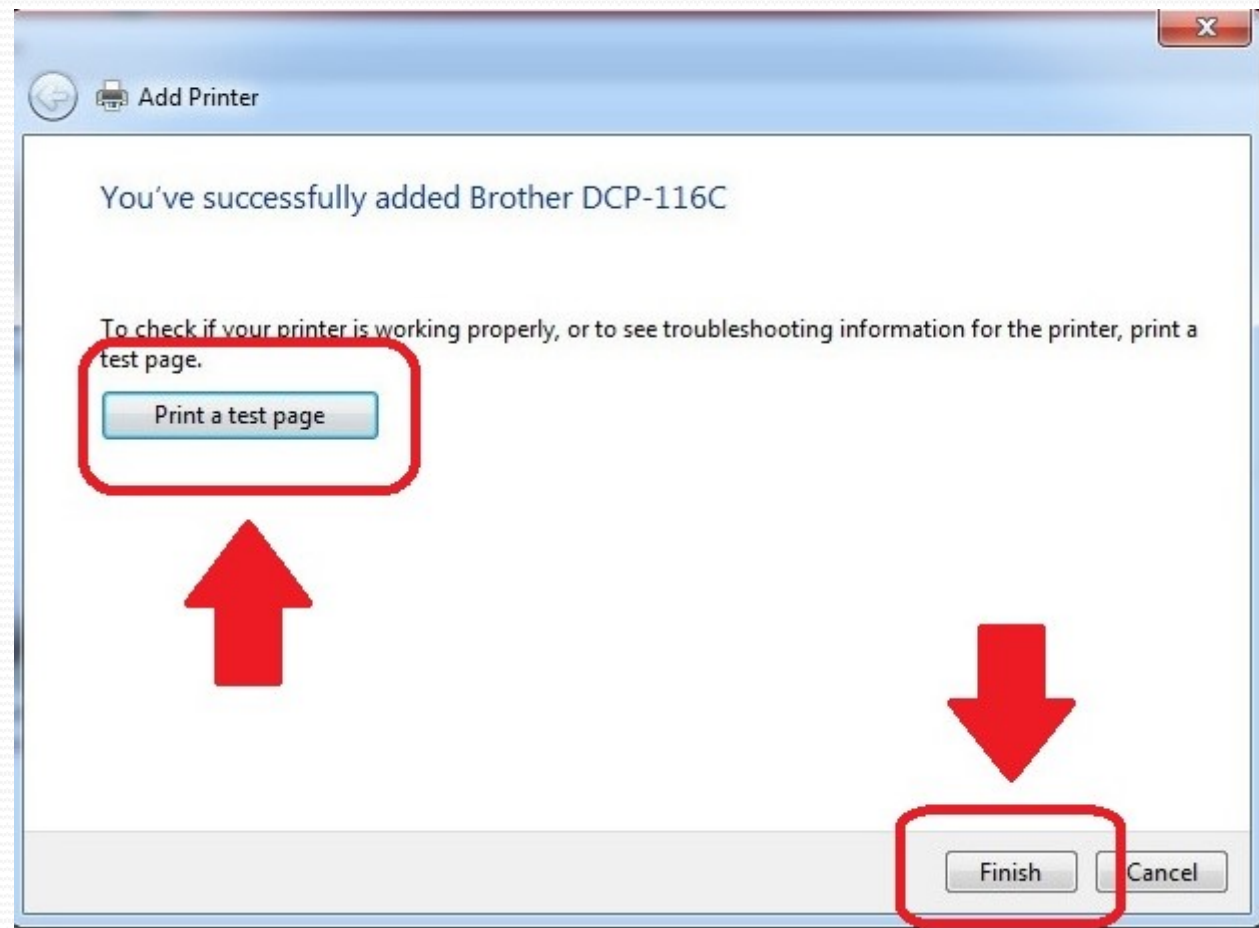 x
Add Printer
You've successfully added Brother DCP-116C
To check if your printer is working properly, or to see troubleshooting information for the printer, print a
test page.
Print a test page
Finish
Cancel